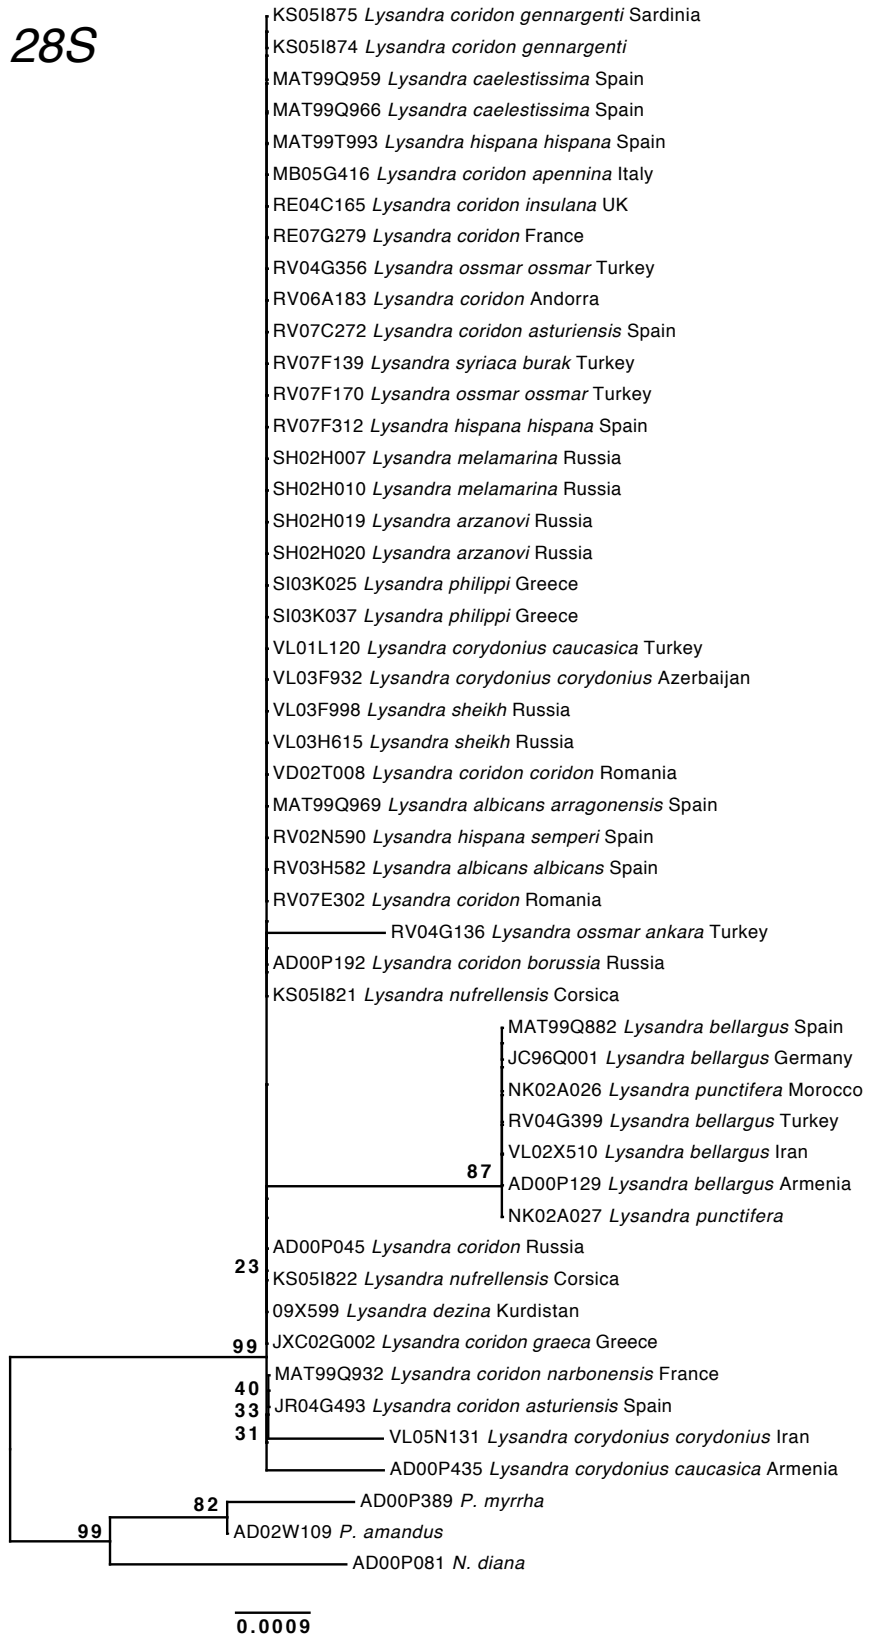 28S
KS05I875 Lysandra coridon gennargenti Sardinia
KS05I874 Lysandra coridon gennargenti
MAT99Q959 Lysandra caelestissima Spain
MAT99Q966 Lysandra caelestissima Spain
MAT99T993 Lysandra hispana hispana Spain
MB05G416 Lysandra coridon apennina Italy
RE04C165 Lysandra coridon insulana UK
RE07G279 Lysandra coridon France
RV04G356 Lysandra ossmar ossmar Turkey
RV06A183 Lysandra coridon Andorra
RV07C272 Lysandra coridon asturiensis Spain
RV07F139 Lysandra syriaca burak Turkey
RV07F170 Lysandra ossmar ossmar Turkey
RV07F312 Lysandra hispana hispana Spain
SH02H007 Lysandra melamarina Russia
SH02H010 Lysandra melamarina Russia
SH02H019 Lysandra arzanovi Russia
SH02H020 Lysandra arzanovi Russia
SI03K025 Lysandra philippi Greece
SI03K037 Lysandra philippi Greece
VL01L120 Lysandra corydonius caucasica Turkey
VL03F932 Lysandra corydonius corydonius Azerbaijan
VL03F998 Lysandra sheikh Russia
VL03H615 Lysandra sheikh Russia
VD02T008 Lysandra coridon coridon Romania
MAT99Q969 Lysandra albicans arragonensis Spain
RV02N590 Lysandra hispana semperi Spain
RV03H582 Lysandra albicans albicans Spain
RV07E302 Lysandra coridon Romania
RV04G136 Lysandra ossmar ankara Turkey
AD00P192 Lysandra coridon borussia Russia
KS05I821 Lysandra nufrellensis Corsica
MAT99Q882 Lysandra bellargus Spain
JC96Q001 Lysandra bellargus Germany
NK02A026 Lysandra punctifera Morocco
RV04G399 Lysandra bellargus Turkey
VL02X510 Lysandra bellargus Iran
87
AD00P129 Lysandra bellargus Armenia
NK02A027 Lysandra punctifera
AD00P045 Lysandra coridon Russia
23
KS05I822 Lysandra nufrellensis Corsica
09X599 Lysandra dezina Kurdistan
99
JXC02G002 Lysandra coridon graeca Greece
MAT99Q932 Lysandra coridon narbonensis France
40
JR04G493 Lysandra coridon asturiensis Spain
33
31
VL05N131 Lysandra corydonius corydonius Iran
AD00P435 Lysandra corydonius caucasica Armenia
82
AD00P389 P. myrrha
99
AD02W109 P. amandus
AD00P081 N. diana
0.0009